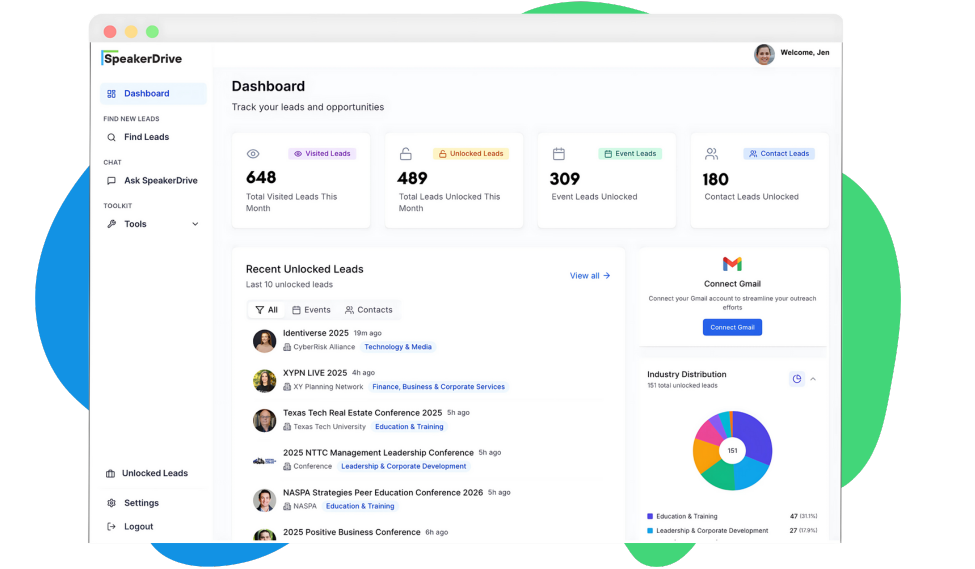 SpeakerDrive
Welcome, Jen
Dashboard
FIND NEW LEADS
Find Leads
CHAT
Ask SpeakerDrive
TOOLKIT
Tools
Unlocked Leads
Settings
Logout
Dashboard
Track your leads and opportunities
Visited Leads
648
Total Visited Leads This
Month
Unlocked Leads
489
Total Leads Unlocked This
Month
Event Leads
309
Event Leads Unlocked
Contact Leads
180
Contact Leads Unlocked
Recent Unlocked Leads
Last 10 unlocked leads
View all →
All Events Contacts
Identiverse 2025 19m ago
CyberRisk Alliance Technology & Media
XYPN LIVE 2025 4h ago
XY Planning Network Finance, Business & Corporate Services
Texas Tech Real Estate Conference 2025 5h ago
Texas Tech University Education & Training
2025 NTTC Management Leadership Conference 5h ago
Conference Leadership & Corporate Development
NASPA Strategies Peer Education Conference 2026 5h ago
NASPA Education & Training
2025 Positive Business Conference 6h ago
Connect Gmail
Connect your Gmail account to streamline your outreach
efforts
Connect Gmail
Industry Distribution
151 total unlocked leads
151
Education & Training 47 (31.1%)
Leadership & Corporate Development 27 (17.9%)